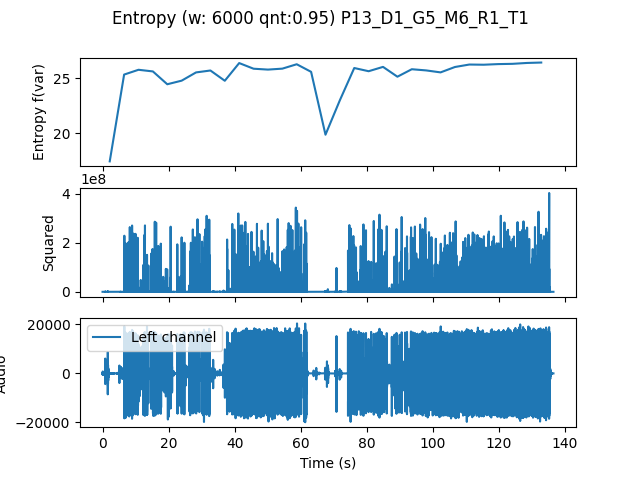 Entropy (w: 6000 qnt:0.95) P13_D1_G5_M6_R1_T1
Entropy f(var)
25
20
1e8
Squared
4
2
0
Audio
20000
0
−20000
Left channel
0 20 40 60 80 100 120 140
Time (s)